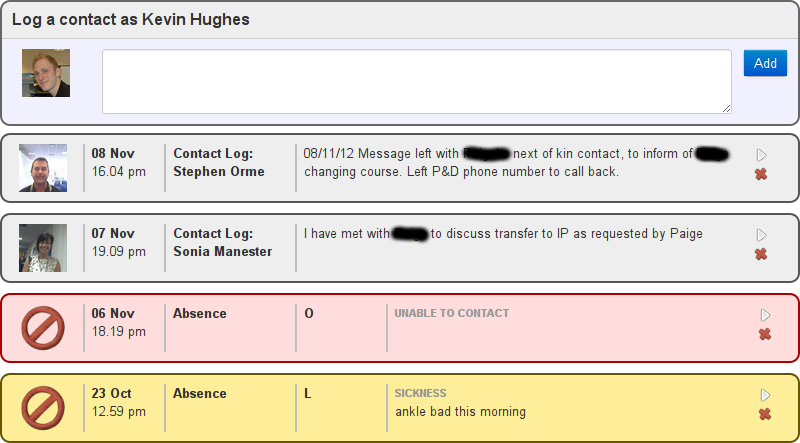 Log a contact as Kevin Hughes
Add
08 Nov
16.04 pm
Contact Log:
Stephen Orme
08/11/12 Message left with next of kin contact, to inform of
changing course. Left P&D phone number to call back.
07 Nov
19.09 pm
Contact Log:
Sonia Manester
I have met with to discuss transfer to IP as requested by Paige
06 Nov
18.19 pm
Absence
O
UNABLE TO CONTACT
23 Oct
12.59 pm
Absence
L
SICKNESS
ankle bad this morning